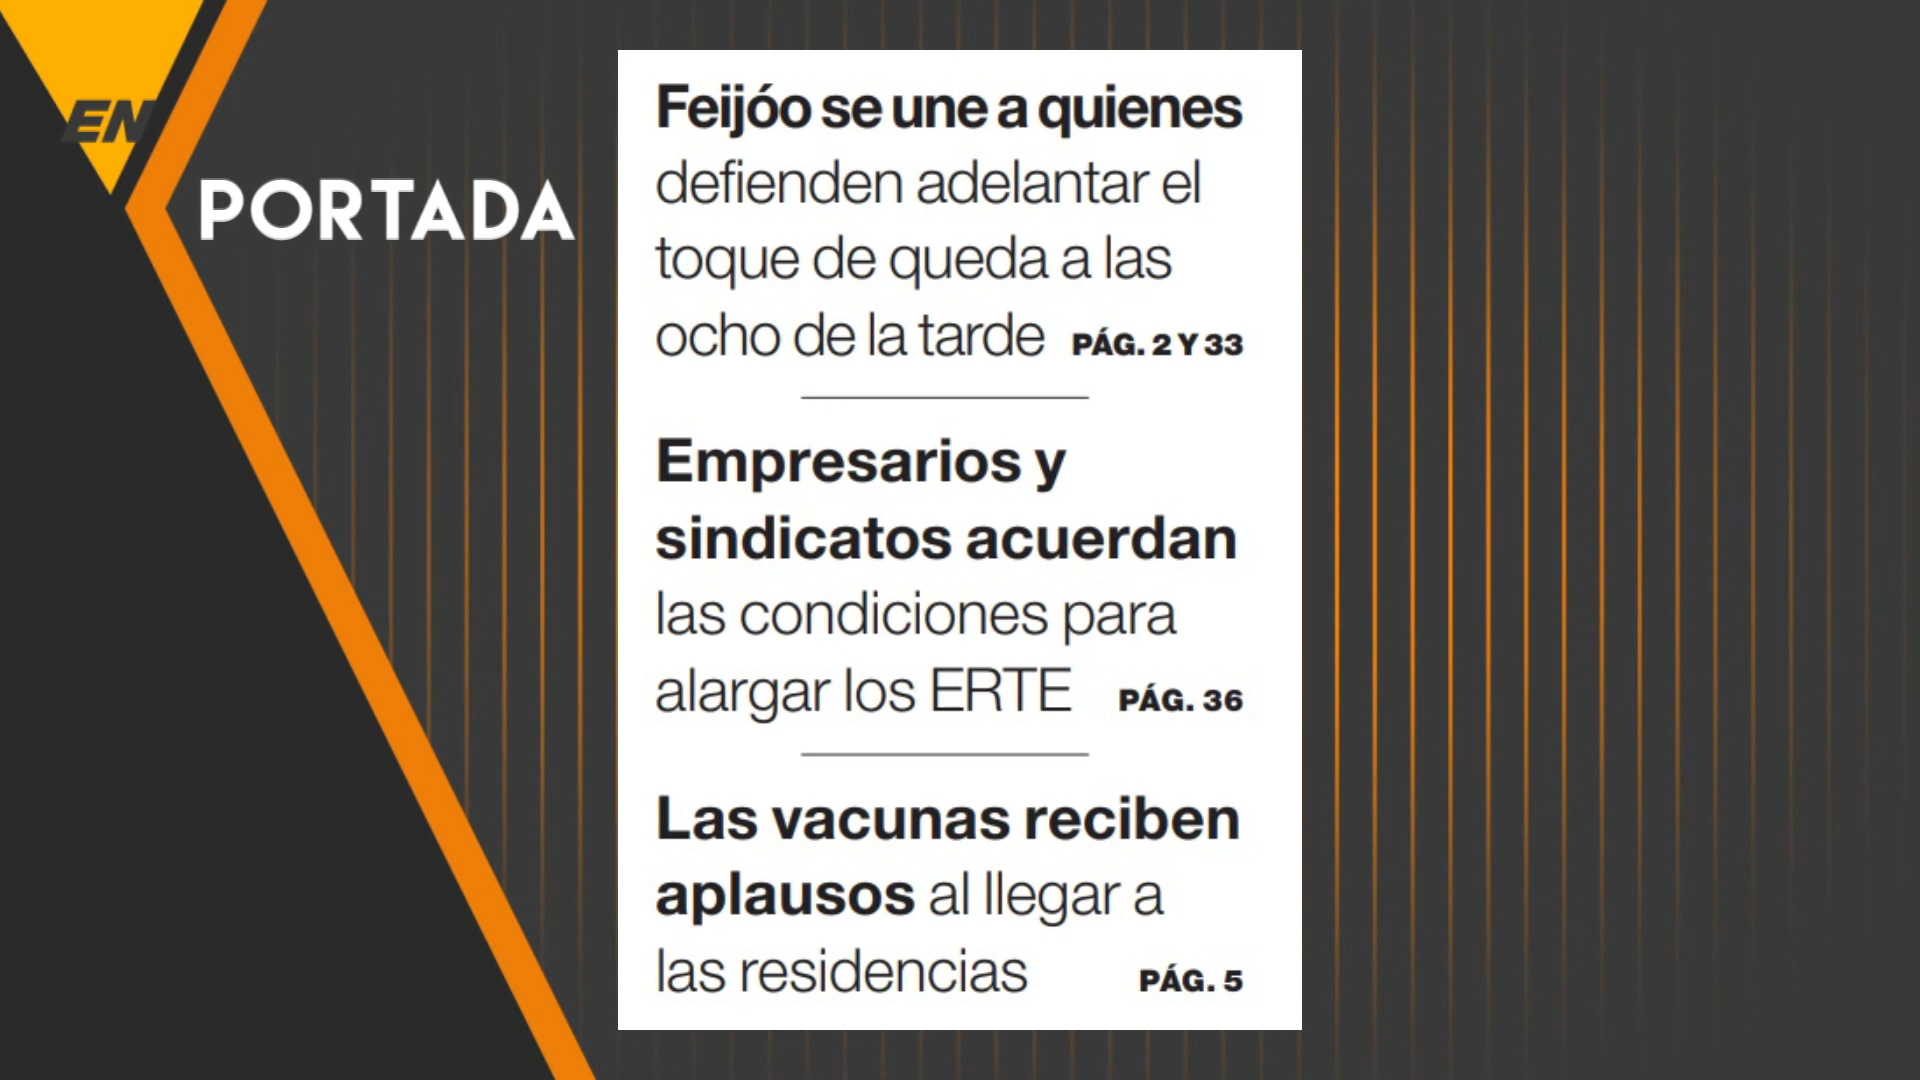 EN
PORTADA
Feijóo se une a quienes
defienden adelantar el
toque de queda a las
ocho de la tarde PÁG. 2 Y 33
Empresarios y
sindicatos acuerdan
las condiciones para
alargar los ERTE PÁG. 36
Las vacunas reciben
aplausos al llegar a
las residencias PÁG. 5